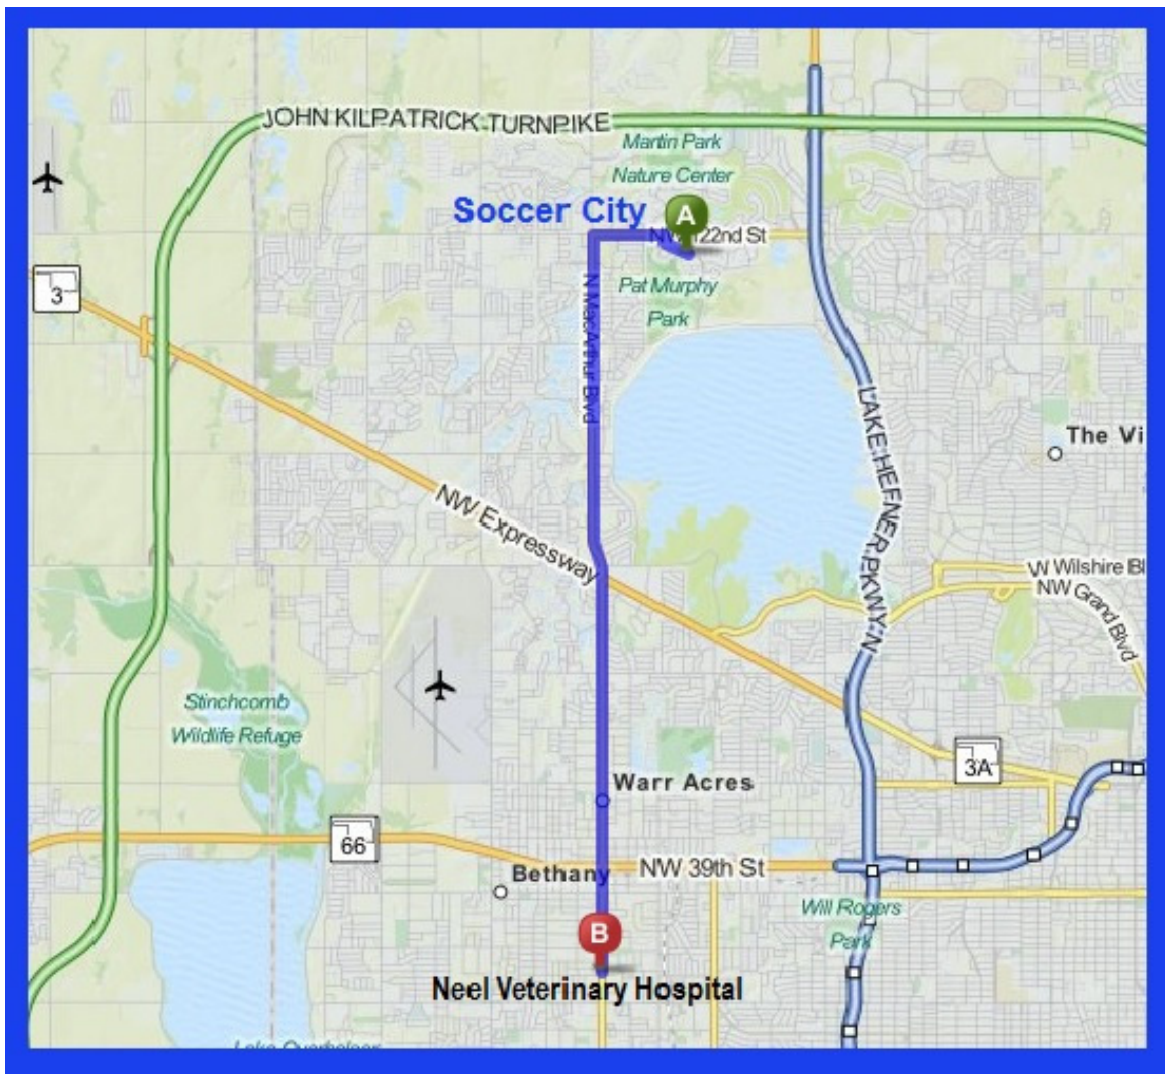 JOHN KILPATRICK TURNPIKE
Martin Park
Nature Center
Soccer City
A
NW 122nd St
3
Pat Murphy
Park
N MacArthur Blvd
LAKE HEFNER PKWY N
The Vi
NW Expressway
W Wilshire Bl
NW Grand Blvd
Stinchcomb
Wildlife Refuge
3A
Warr Acres
66
NW 39th St
Bethany
Will Rogers
Park
B
Neel Veterinary Hospital
Lake Overholser